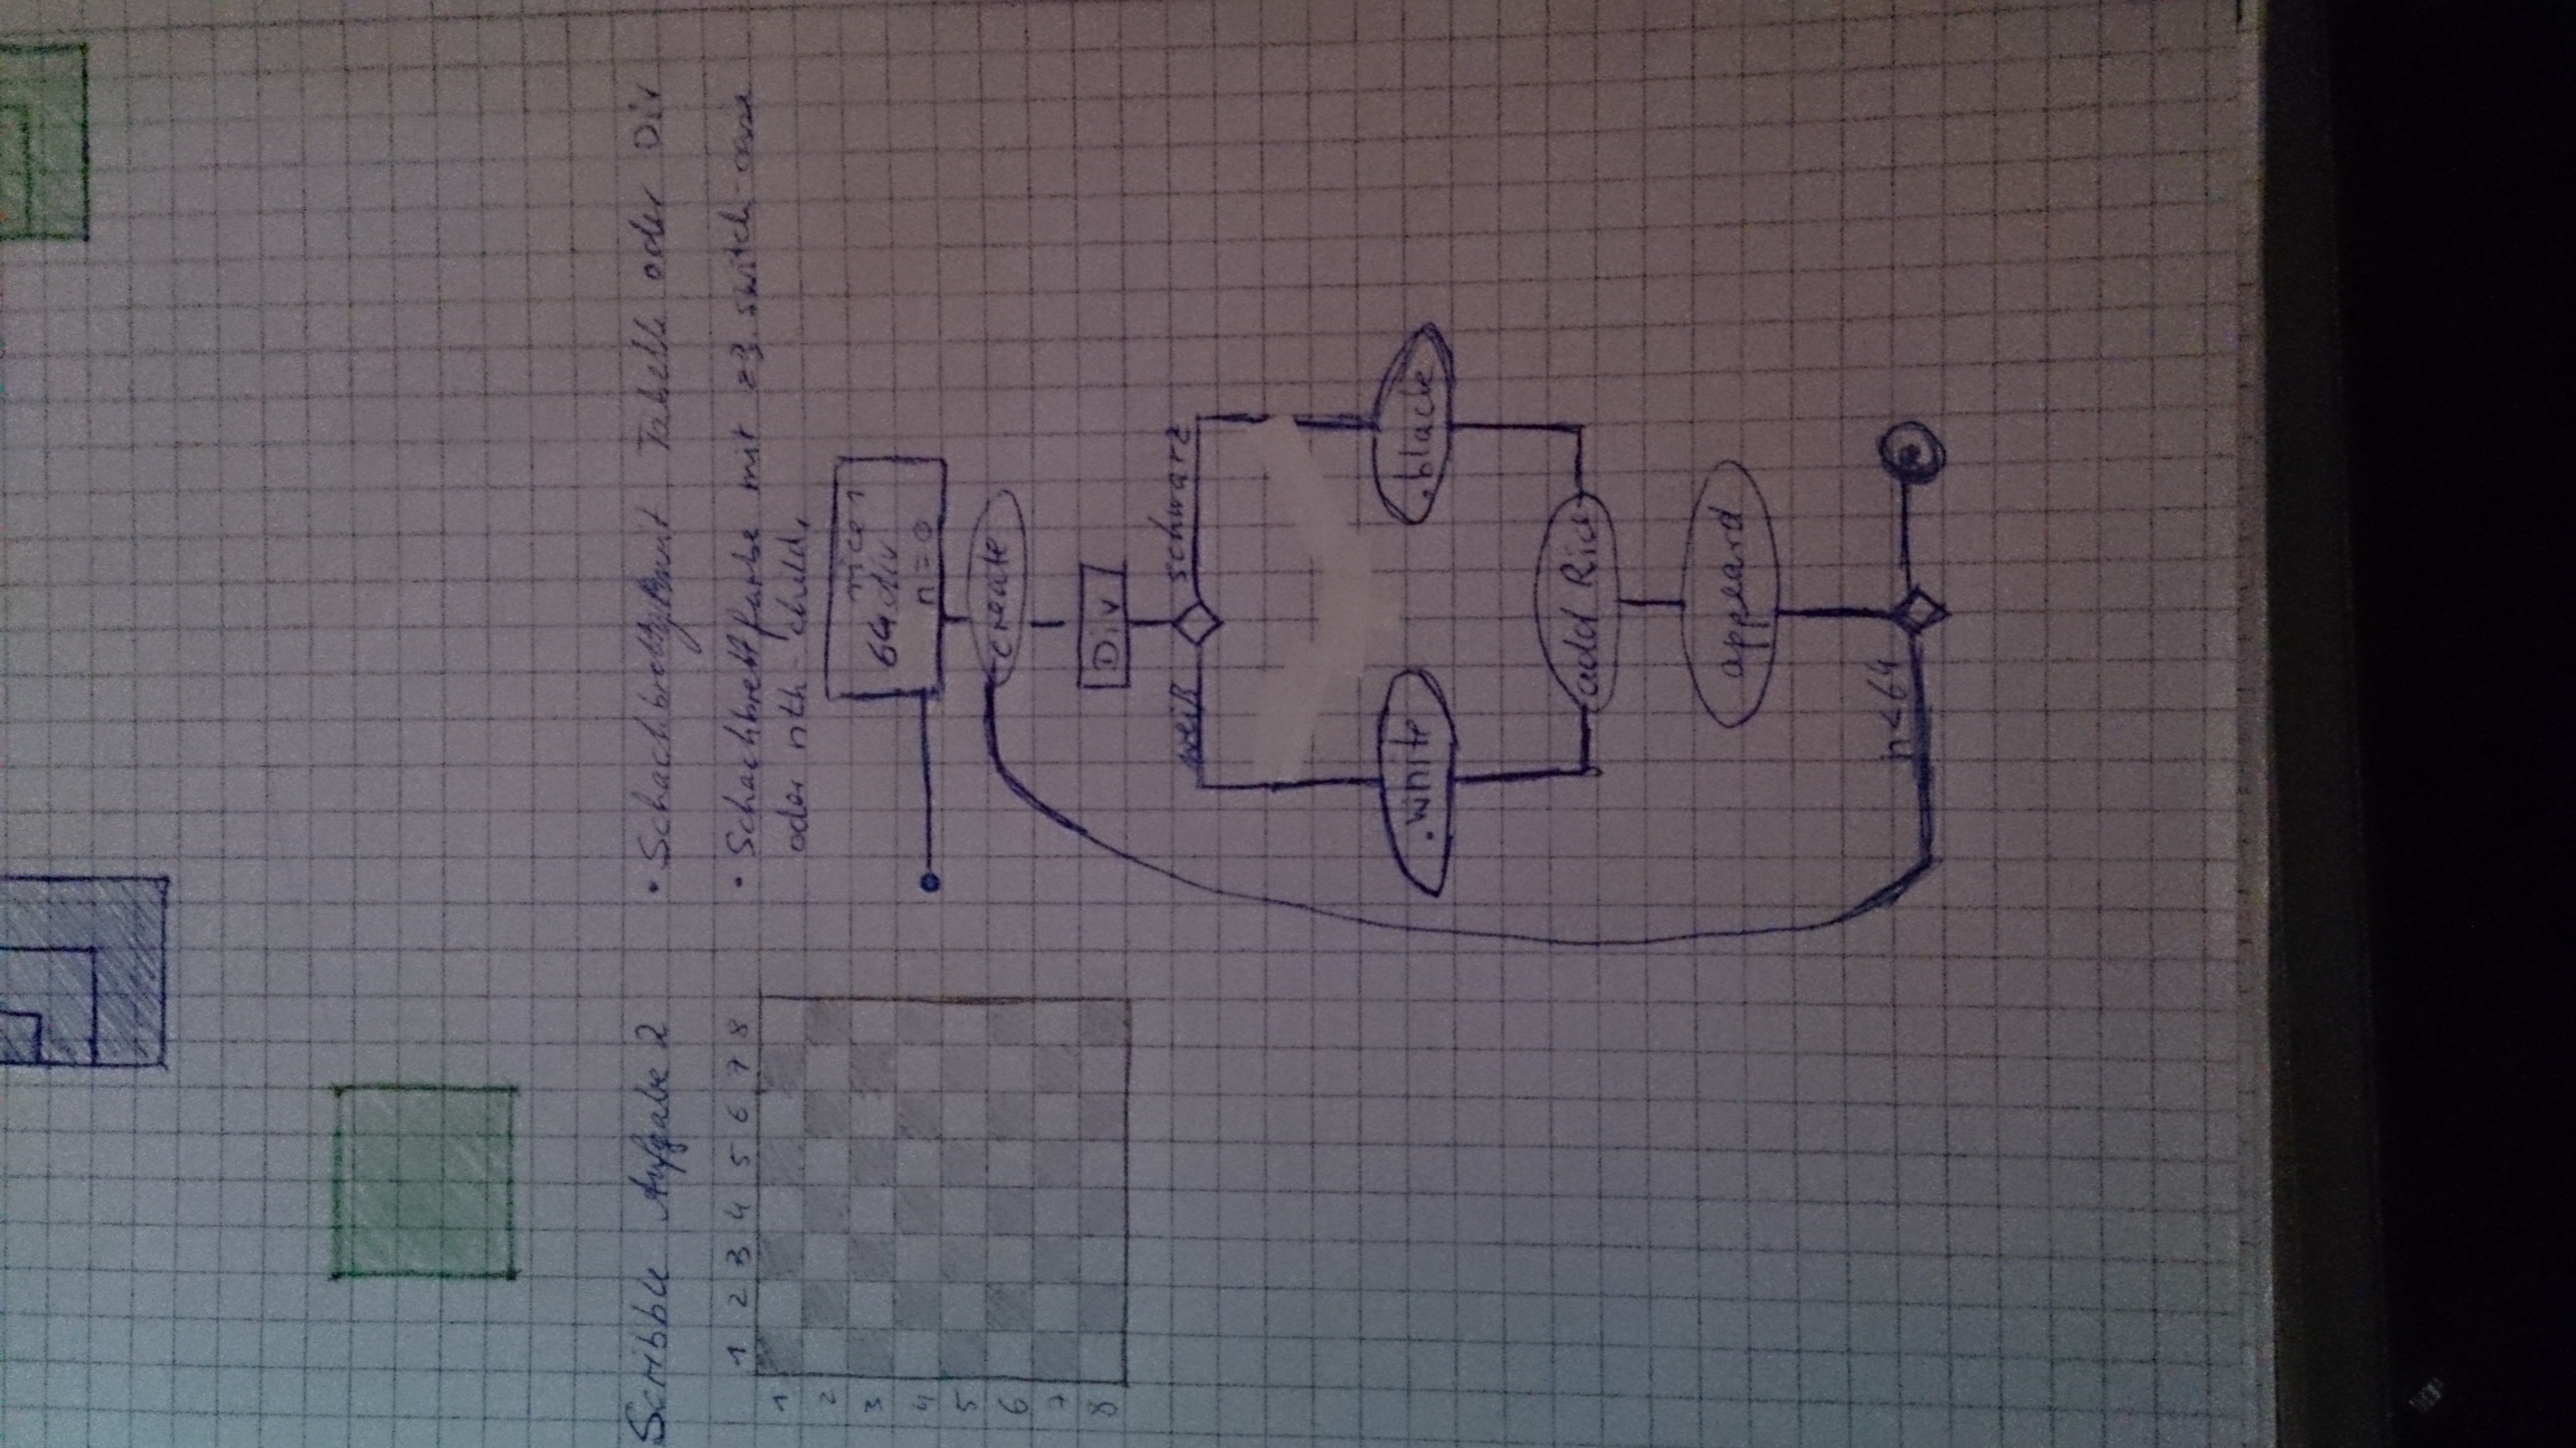 Scribble Aufgabe 2
1 2 3 4 5 6 7 8
1
2
3
4
5
6
7
8
• Schachbrett mit Tabelle oder Div
• Schachbrettfarbe mit zB. switch-case
oder nth-child.
rice 1
64 div
n = 0
create
Div
weiß
schwarz
.white
.black
add Rice
appeard
n<64